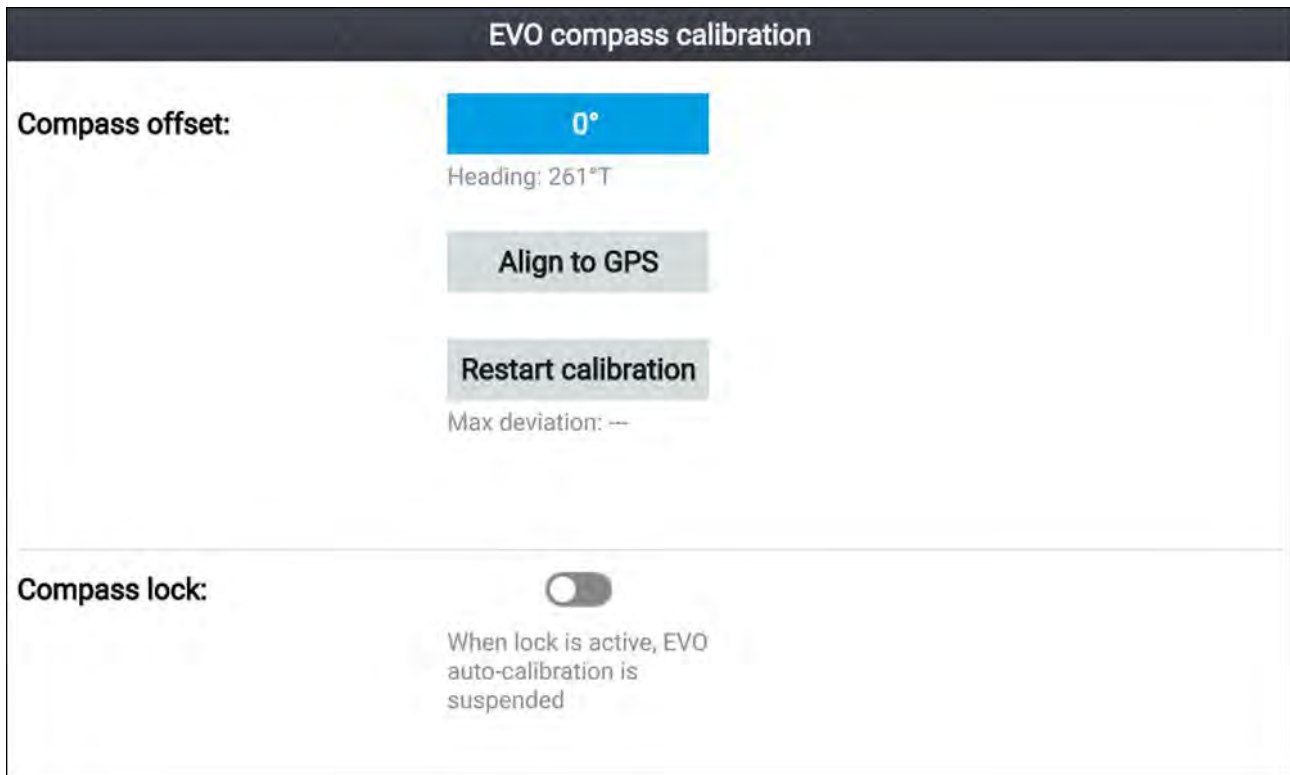 EVO compass calibration
Compass offset:
0°
Heading: 261°T
Align to GPS
Restart calibration
Max deviation: ---
Compass lock:
When lock is active, EVO
auto-calibration is
suspended